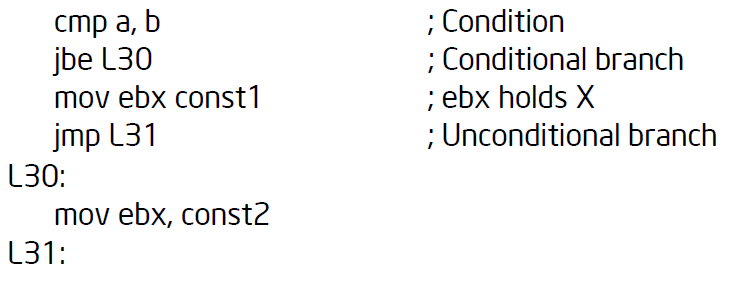 cmp a, b ; Condition
jbe L30 ; Conditional branch
mov ebx const1 ; ebx holds X
jmp L31 ; Unconditional branch
L30:
mov ebx, const2
L31: